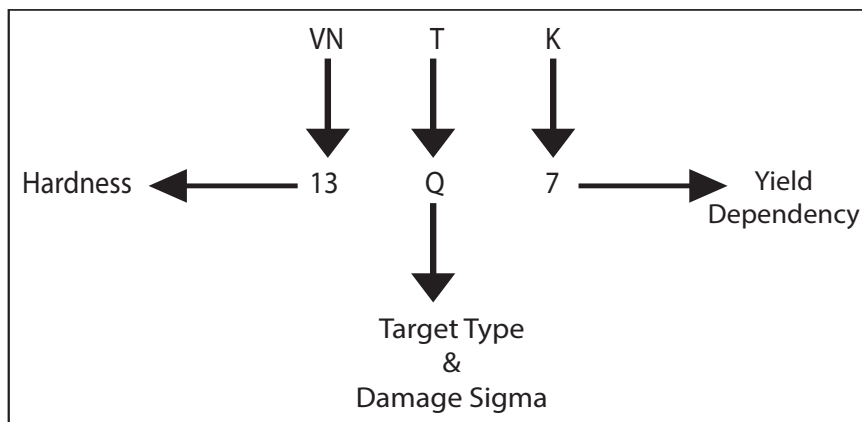 VN T K
Hardness 13 Q 7 Yield
Dependency
Target Type
&
Damage Sigma